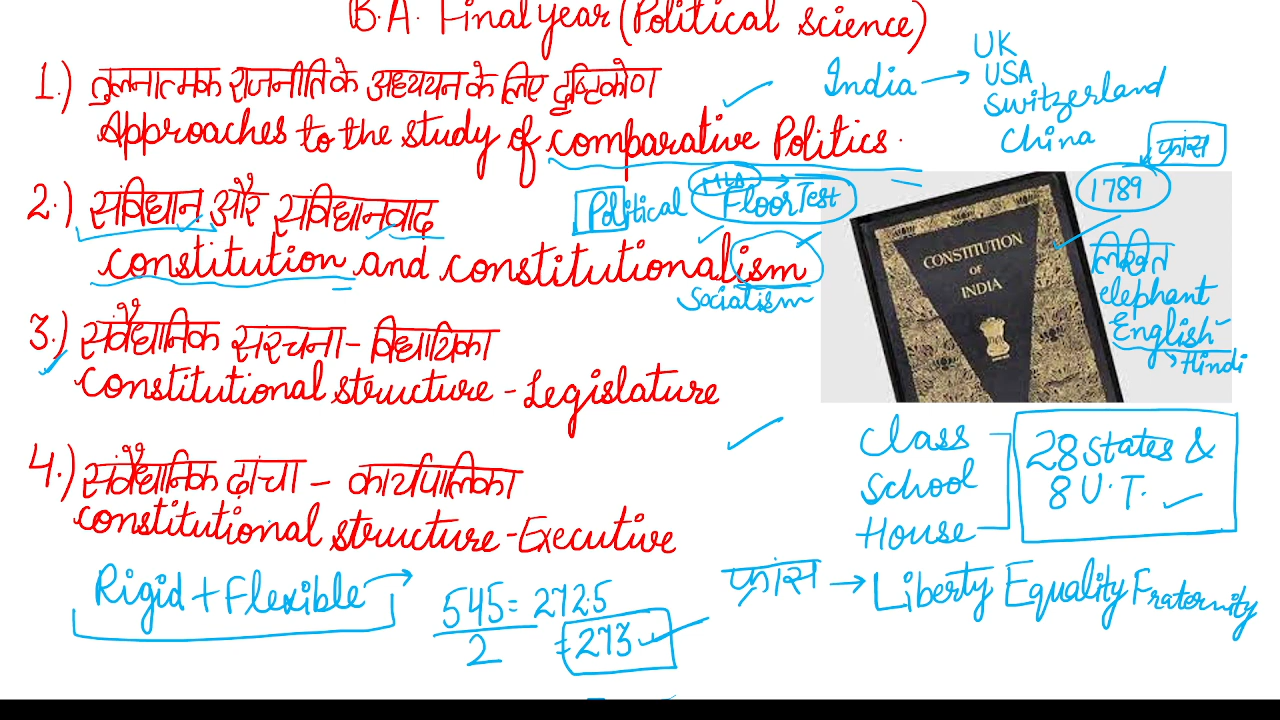 B.A. Final year (Political science)
1.) तुलनात्मक राजनीति के अध्ययन के लिए दृष्टिकोण
Approaches to the study of comparative Politics.
India → UK
USA
Switzerland
China
फ्रांस
1789
2.) संविधान और संविधानवाद
constitution and constitutionalism
Political Floor Test
Socialism
CONSTITUTION
OF
INDIA
लिखित
elephant
English
Hindi
3.) संवैधानिक संरचना - विधायिका
Constitutional structure - Legislature
4.) संवैधानिक ढ़ांचा - कार्यपालिका
Constitutional structure - Executive
Class
School
House
28 States &
8 U.T.
Rigid + Flexible →
545 = 272.5
2
= 273
फ्रांस → Liberty Equality Fraternity